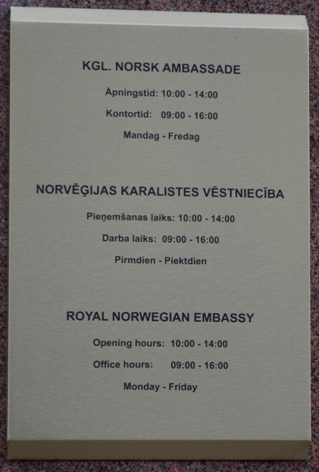 KGL. NORSK AMBASSADE
Åpningstid: 10:00 - 14:00
Kontortid: 09:00 - 16:00
Mandag - Fredag
NORVĒĢIJAS KARALISTES VĒSTNIECĪBA
Pieņemšanas laiks: 10:00 - 14:00
Darba laiks: 09:00 - 16:00
Pirmdien - Piektdien
ROYAL NORWEGIAN EMBASSY
Opening hours: 10:00 - 14:00
Office hours: 09:00 - 16:00
Monday - Friday